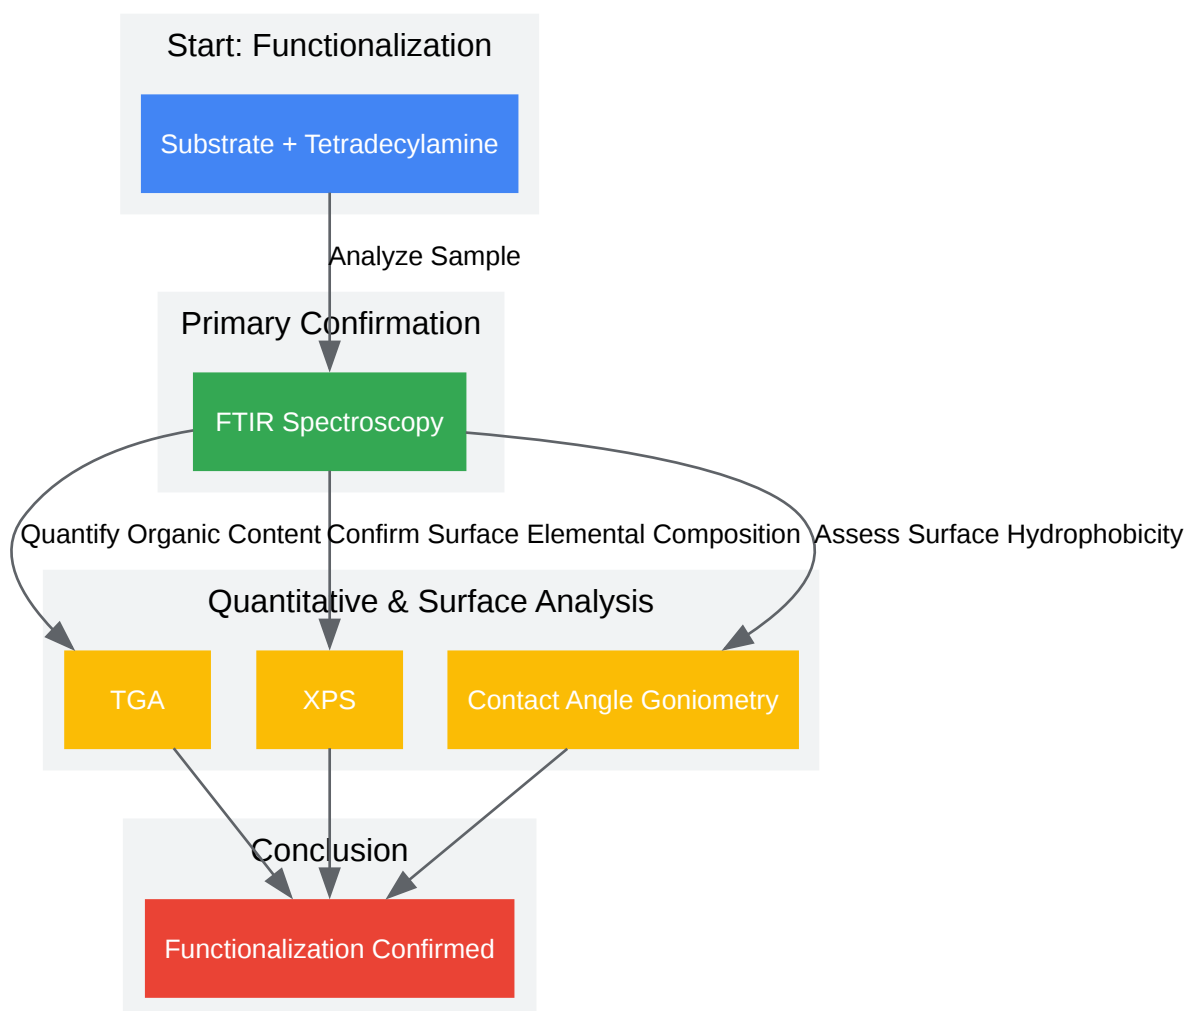 Start: Functionalization
Substrate + Tetradecylamine
Analyze Sample
Primary Confirmation
FTIR Spectroscopy
Quantify Organic Content
Confirm Surface Elemental Composition
Assess Surface Hydrophobicity
Quantitative & Surface Analysis
TGA
XPS
Contact Angle Goniometry
Conclusion
Functionalization Confirmed